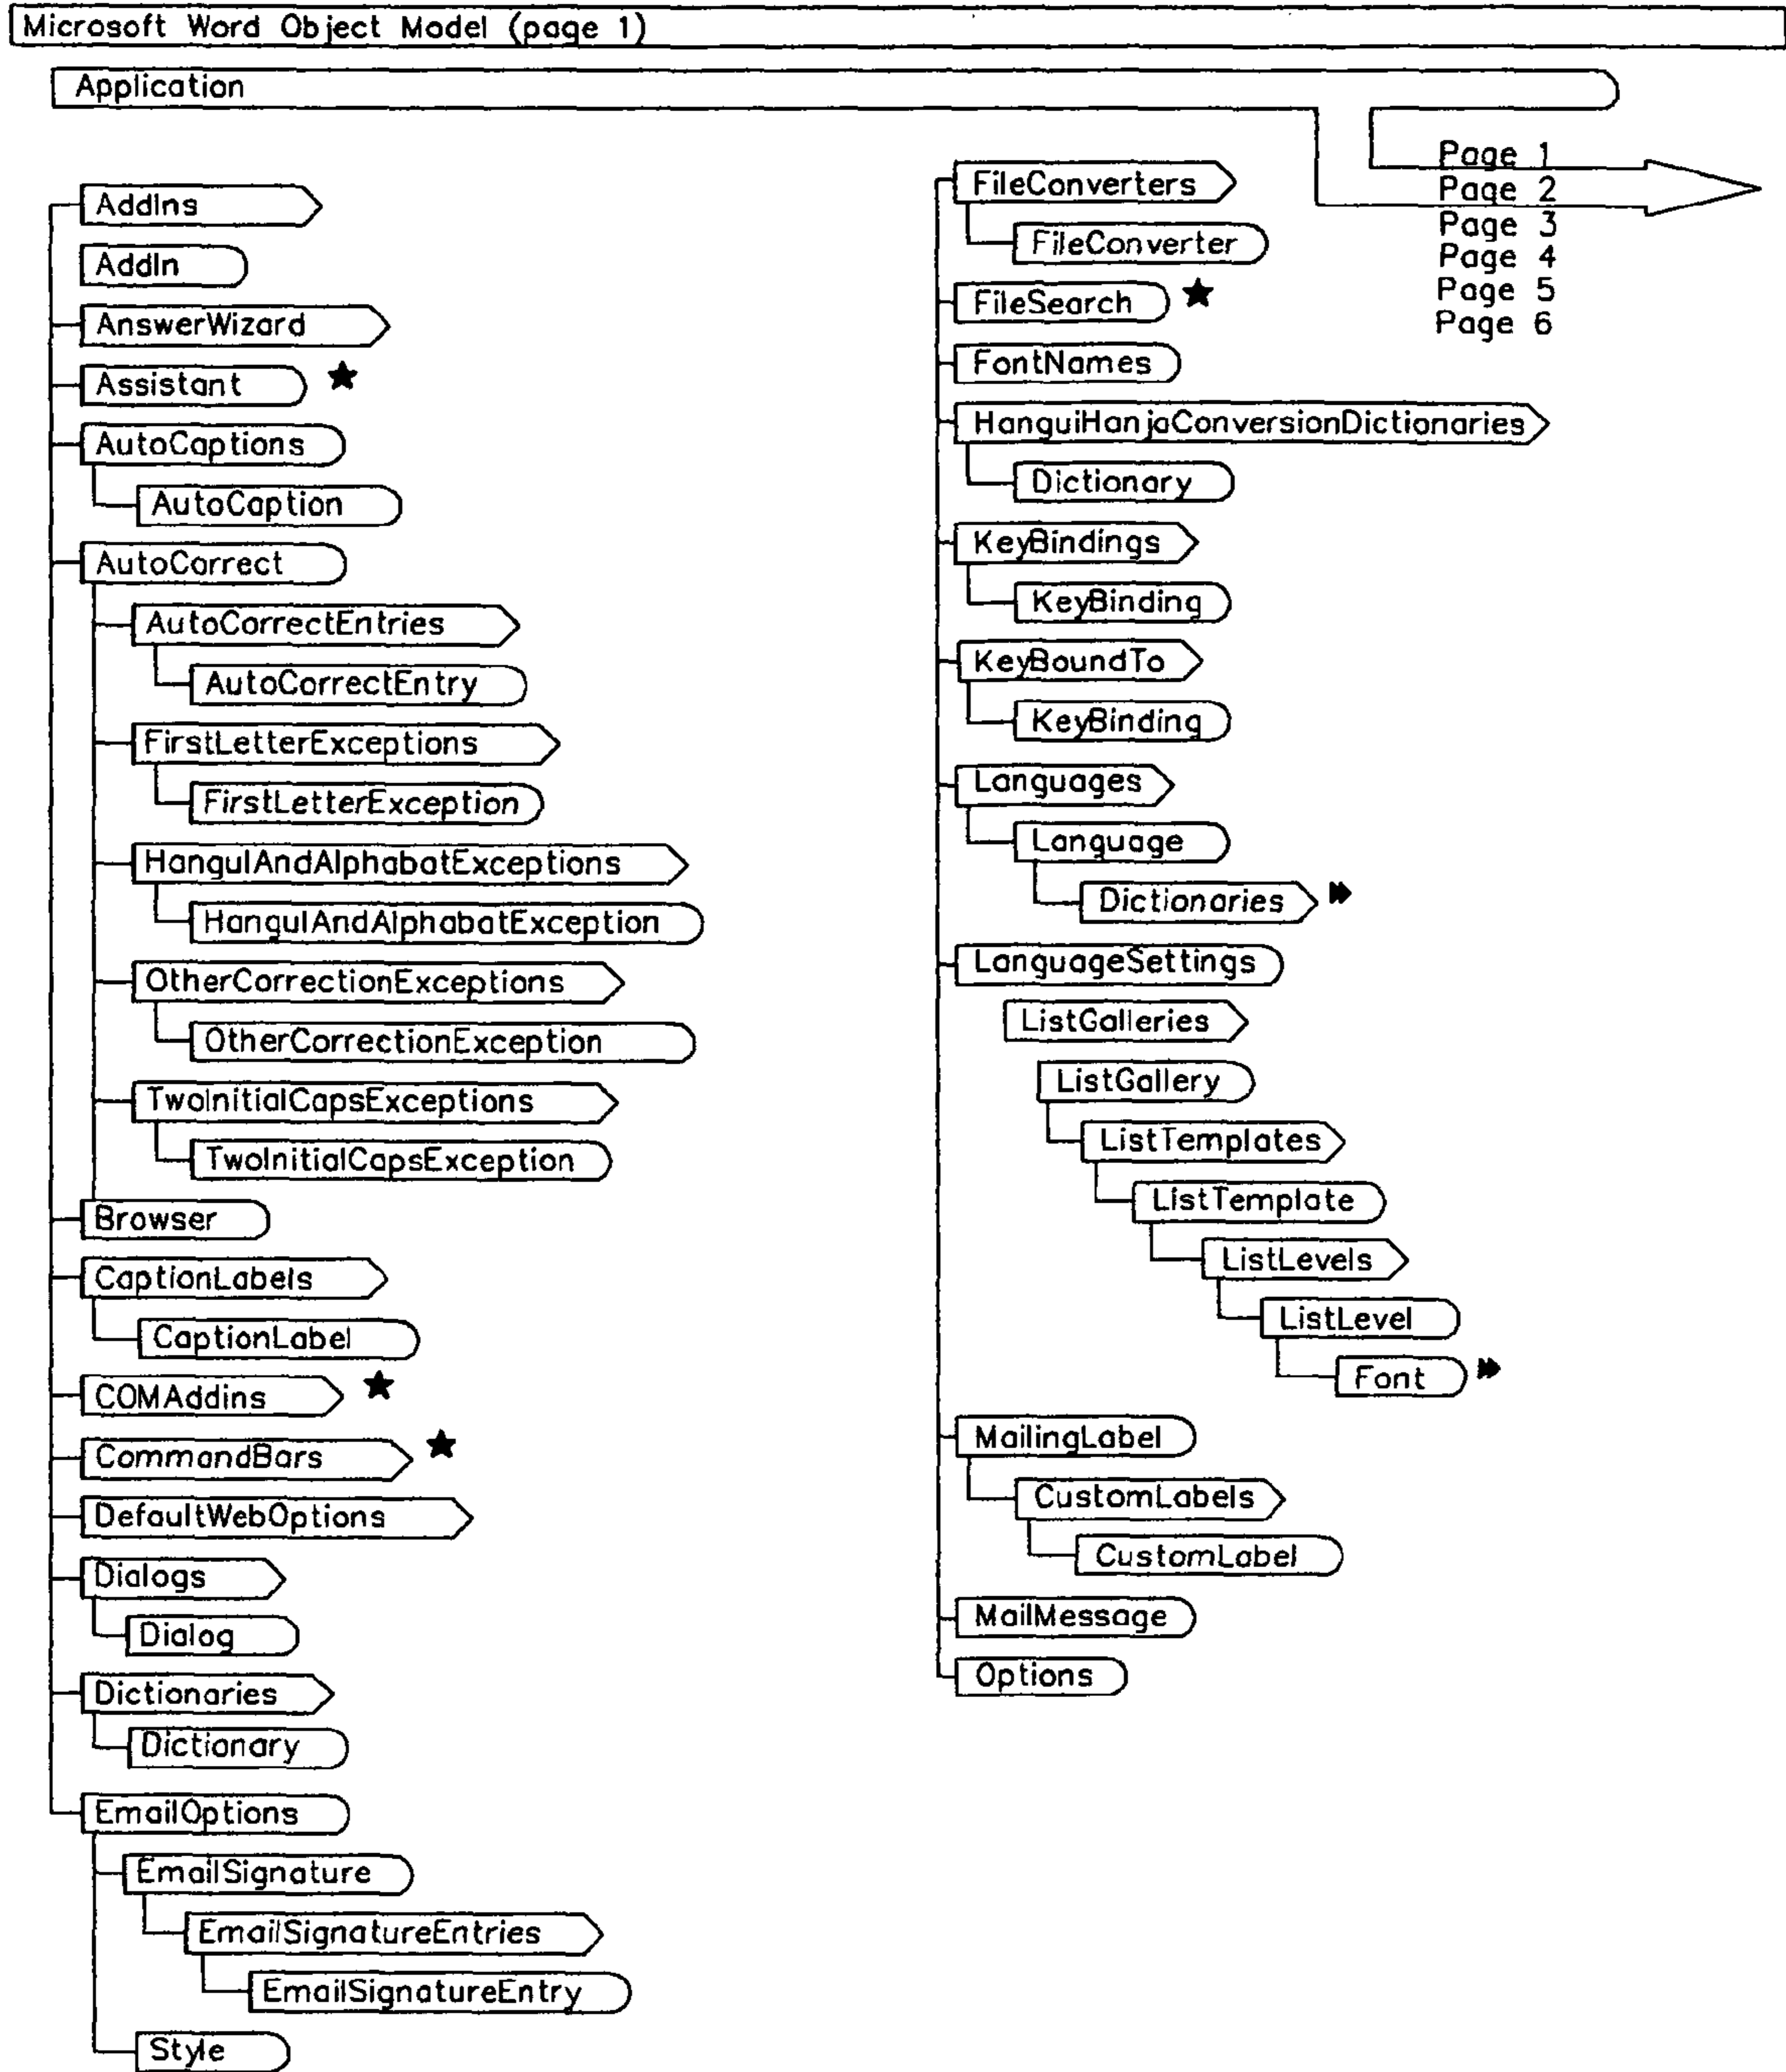 Microsoft Word Object Model (page 1)
Application
AddIns
AddIn
AnswerWizard
Assistant
AutoCaptions
AutoCaption
AutoCorrect
AutoCorrectEntries
AutoCorrectEntry
FirstLetterExceptions
FirstLetterException
HangulAndAlphabatExceptions
HangulAndAlphabatException
OtherCorrectionExceptions
OtherCorrectionException
TwoInitialCapsExceptions
TwoInitialCapsException
Browser
CaptionLabels
CaptionLabel
COMAddins
CommandBars
DefaultWebOptions
Dialogs
Dialog
Dictionaries
Dictionary
EmailOptions
EmailSignature
EmailSignatureEntries
EmailSignatureEntry
Style
FileConverters
FileConverter
FileSearch
FontNames
HanguiHanjaConversionDictionaries
Dictionary
KeyBindings
KeyBinding
KeyBoundTo
KeyBinding
Languages
Language
Dictionaries
LanguageSettings
ListGalleries
ListGallery
ListTemplates
ListTemplate
ListLevels
ListLevel
Font
MailingLabel
CustomLabels
CustomLabel
MailMessage
Options
Page 1
Page 2
Page 3
Page 4
Page 5
Page 6